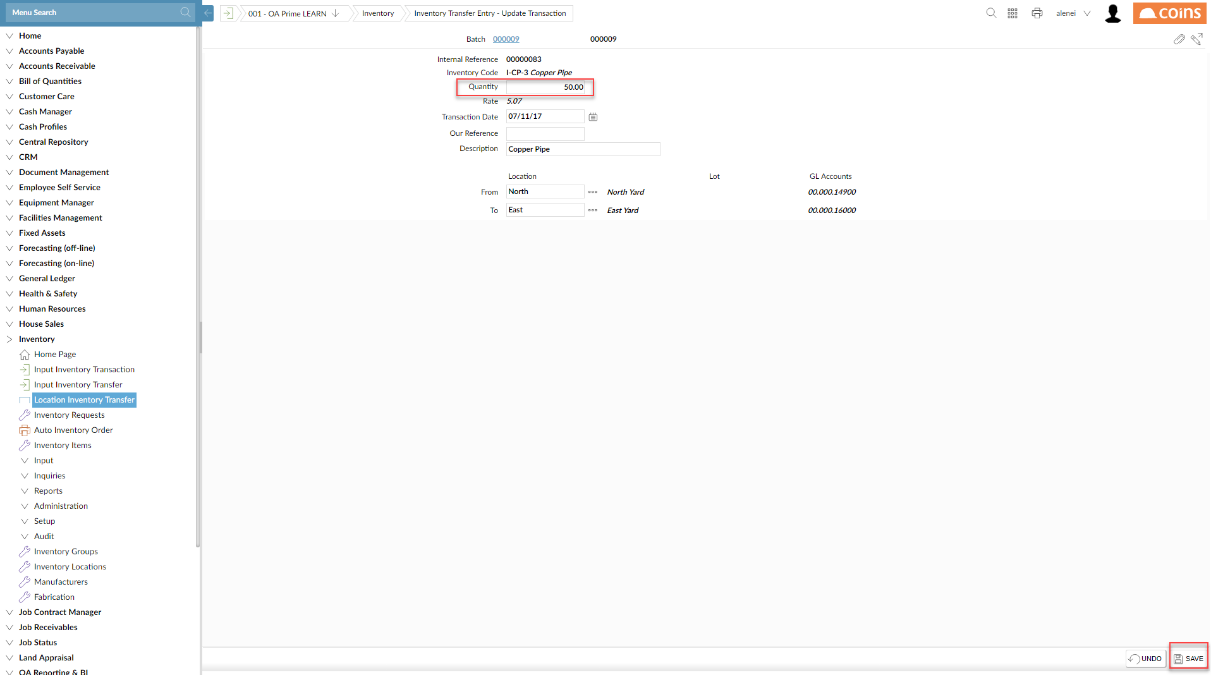 Menu Search
001 - OA Prime LEARN
Inventory
Inventory Transfer Entry - Update Transaction
alenei
coins
Home
Accounts Payable
Accounts Receivable
Bill of Quantities
Customer Care
Cash Manager
Cash Profiles
Central Repository
CRM
Document Management
Employee Self Service
Equipment Manager
Facilities Management
Fixed Assets
Forecasting (off-line)
Forecasting (on-line)
General Ledger
Health & Safety
Human Resources
House Sales
Inventory
Home Page
Input Inventory Transaction
Input Inventory Transfer
Location Inventory Transfer
Inventory Requests
Auto Inventory Order
Inventory Items
Input
Inquiries
Reports
Administration
Setup
Audit
Inventory Groups
Inventory Locations
Manufacturers
Fabrication
Job Contract Manager
Job Receivables
Job Status
Land Appraisal
OA Reporting & BI
Batch 000009 000009
Internal Reference 00000083
Inventory Code I-CP-3 Copper Pipe
Quantity 50.00
Rate 5.07
Transaction Date 07/11/17
Our Reference
Description Copper Pipe
Location Lot GL Accounts
From North North Yard 00.000.14900
To East East Yard 00.000.16000
UNDO SAVE